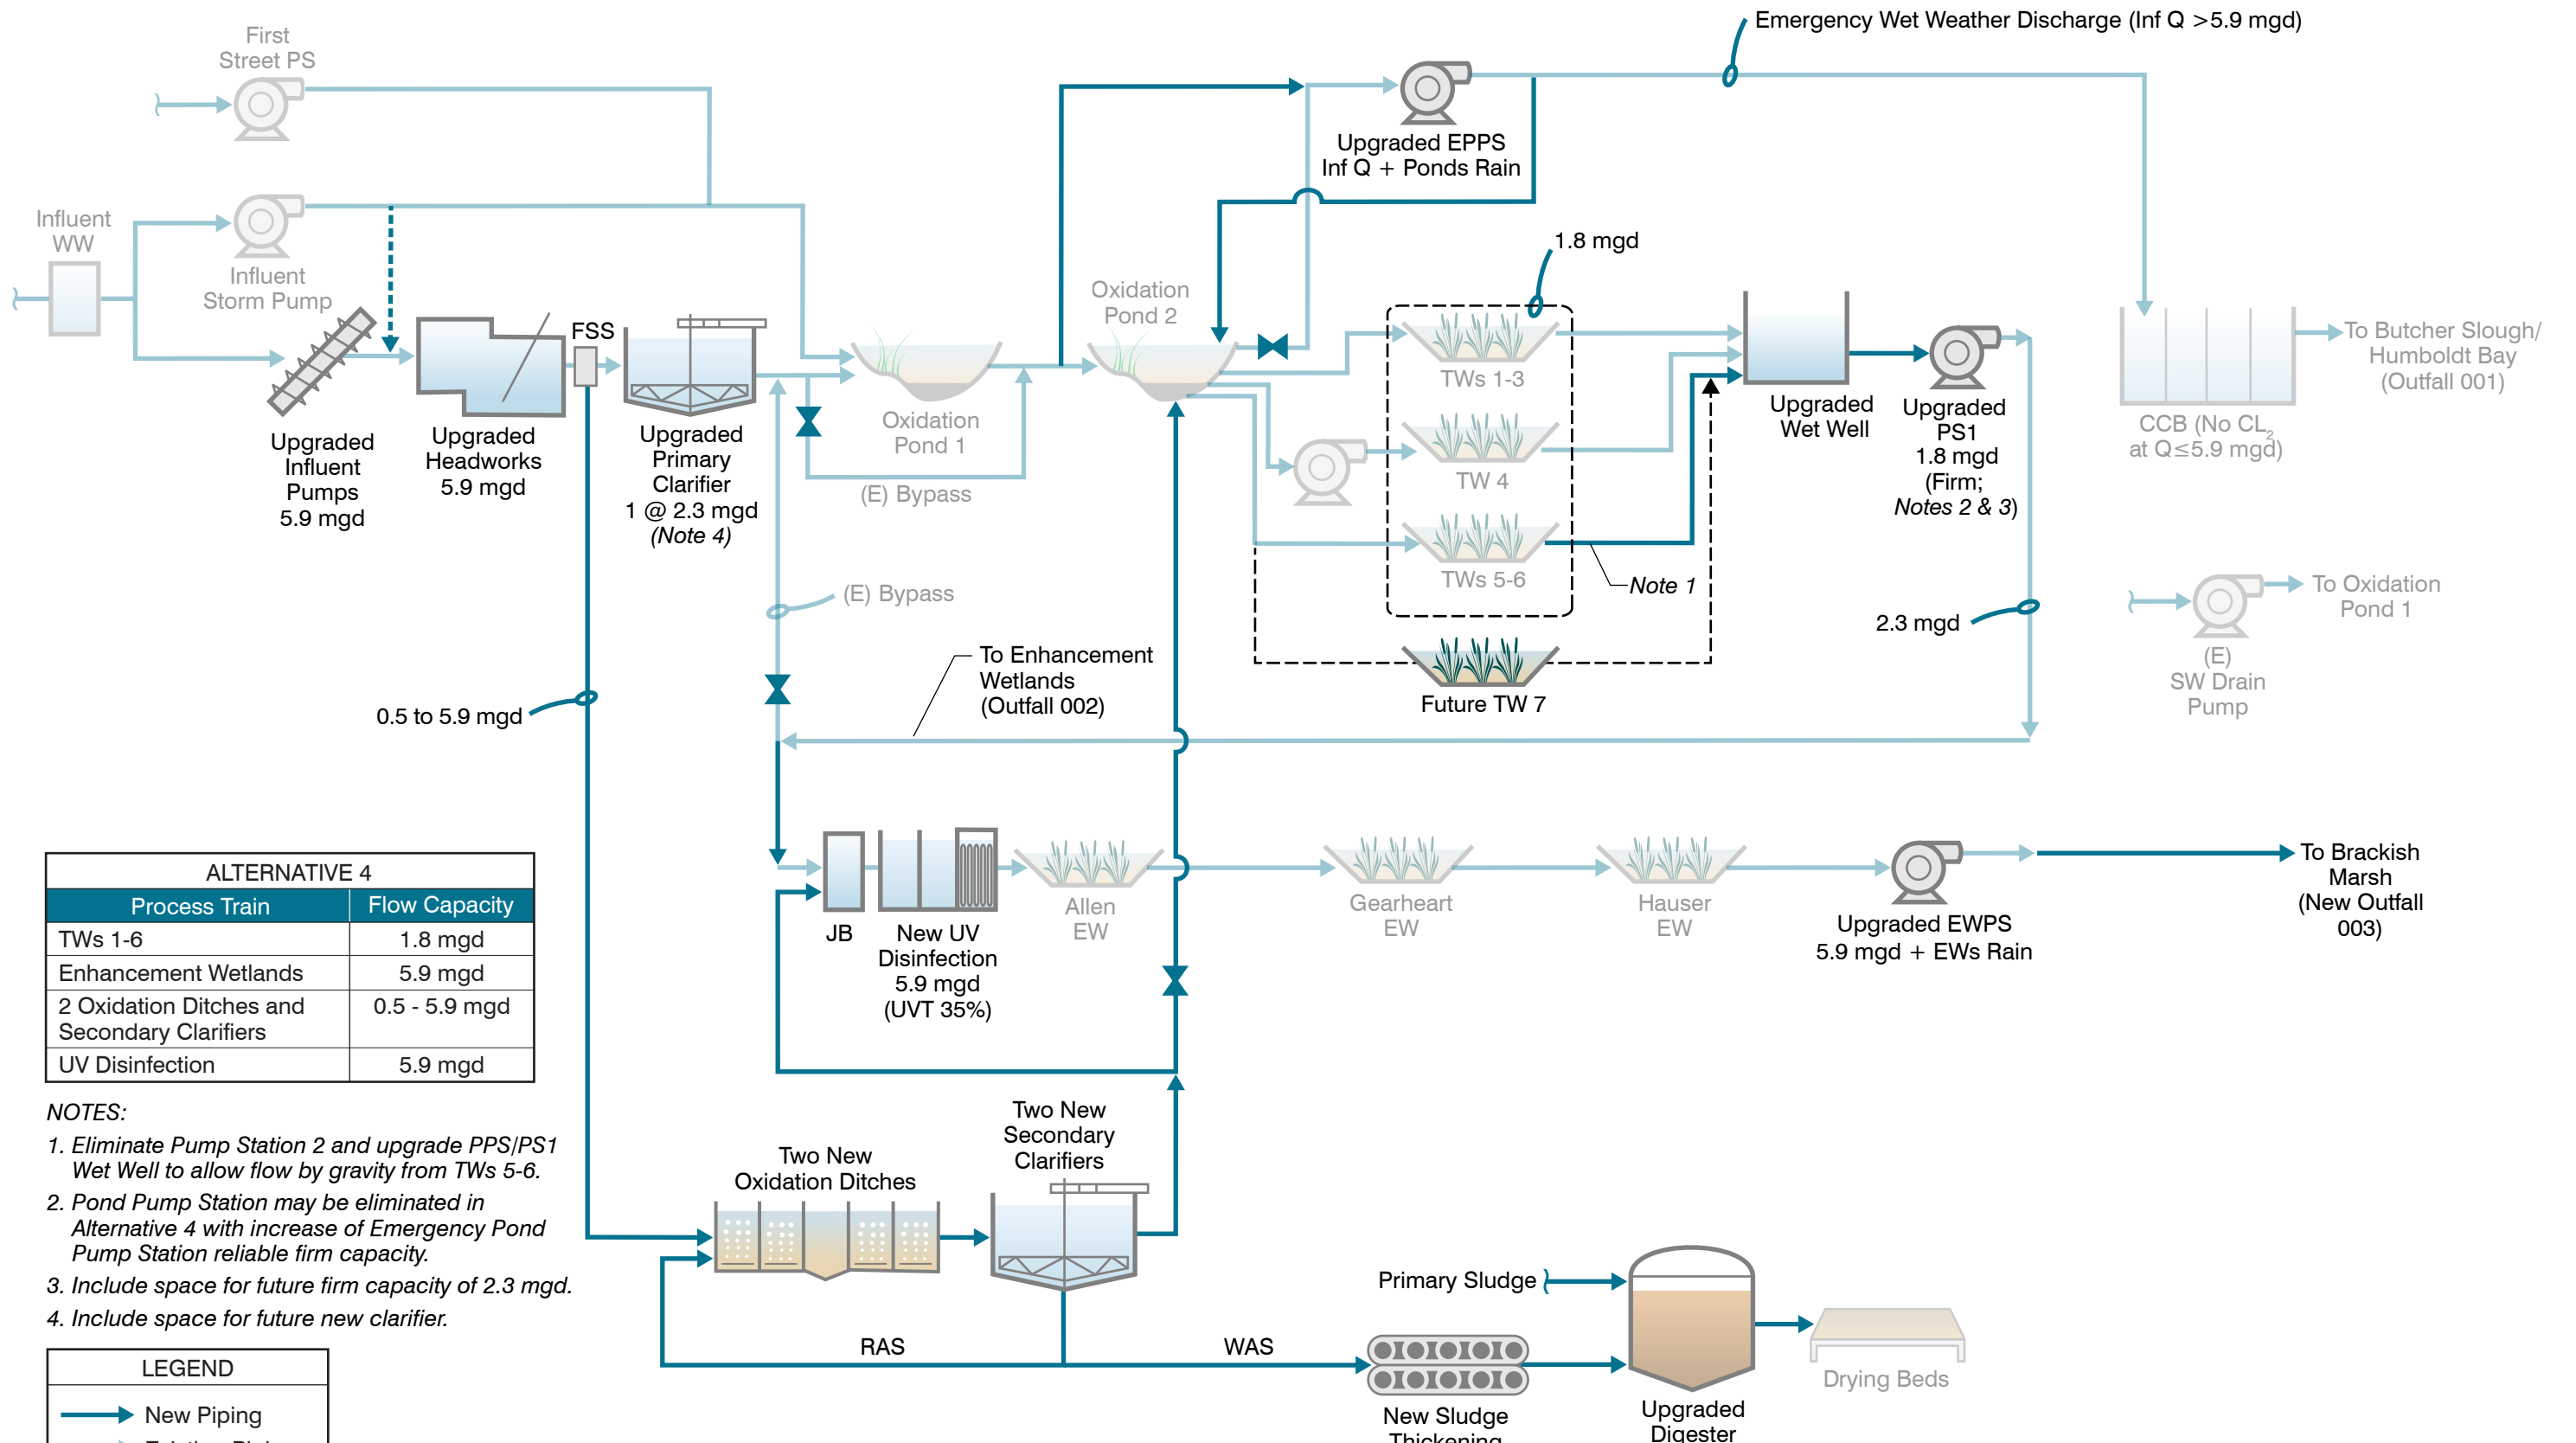 Emergency Wet Weather Discharge (Inf Q >5.9 mgd)
First
Street PS
Upgraded EPPS
Inf Q + Ponds Rain
Influent
WW
Influent
Storm Pump
1.8 mgd
Oxidation
Pond 2
FSS
To Butcher Slough/
Humboldt Bay
(Outfall 001)
TWs 1-3
Upgraded
Wet Well
Upgraded
PS1
1.8 mgd
(Firm;
Notes 2 & 3)
CCB (No CL2
at Q≤5.9 mgd)
Upgraded
Influent
Pumps
5.9 mgd
Upgraded
Headworks
5.9 mgd
Upgraded
Primary
Clarifier
1 @ 2.3 mgd
(Note 4)
Oxidation
Pond 1
(E) Bypass
TW 4
TWs 5-6
Note 1
(E) Bypass
To Oxidation
Pond 1
2.3 mgd
(E)
SW Drain
Pump
To Enhancement
Wetlands
(Outfall 002)
Future TW 7
0.5 to 5.9 mgd
JB
New UV
Disinfection
5.9 mgd
(UVT 35%)
Allen
EW
Gearheart
EW
Hauser
EW
Upgraded EWPS
5.9 mgd + EWs Rain
To Brackish
Marsh
(New Outfall
003)
ALTERNATIVE 4
Process Train Flow Capacity
TWs 1-6 1.8 mgd
Enhancement Wetlands 5.9 mgd
2 Oxidation Ditches and 0.5 - 5.9 mgd
Secondary Clarifiers
UV Disinfection 5.9 mgd
NOTES:
1. Eliminate Pump Station 2 and upgrade PPS/PS1
Wet Well to allow flow by gravity from TWs 5-6.
2. Pond Pump Station may be eliminated in
Alternative 4 with increase of Emergency Pond
Pump Station reliable firm capacity.
3. Include space for future firm capacity of 2.3 mgd.
4. Include space for future new clarifier.
Two New
Oxidation Ditches
Two New
Secondary
Clarifiers
RAS
WAS
Primary Sludge
New Sludge
Thickening
Upgraded
Digester
Drying Beds
LEGEND
New Piping